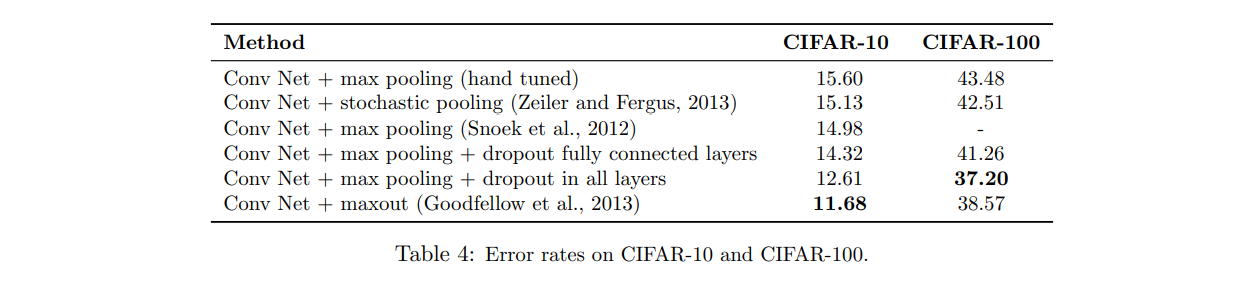 Method CIFAR-10 CIFAR-100
Conv Net + max pooling (hand tuned) 15.60 43.48
Conv Net + stochastic pooling (Zeiler and Fergus, 2013) 15.13 42.51
Conv Net + max pooling (Snoek et al., 2012) 14.98 -
Conv Net + max pooling + dropout fully connected layers 14.32 41.26
Conv Net + max pooling + dropout in all layers 12.61 37.20
Conv Net + maxout (Goodfellow et al., 2013) 11.68 38.57
Table 4: Error rates on CIFAR-10 and CIFAR-100.